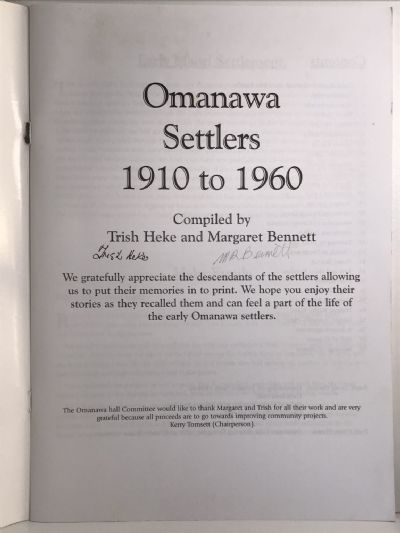 Omanawa
Settlers
1910 to 1960
Compiled by
Trish Heke and Margaret Bennett
Trish Heke MR Bennett
We gratefully appreciate the descendants of the settlers allowing
us to put their memories in to print. We hope you enjoy their
stories as they recalled them and can feel a part of the life of
the early Omanawa settlers.
The Omanawa hall Committee would like to thank Margaret and Trish for all their work and are very
grateful because all proceeds are to go towards improving community projects.
Kerry Tomsett (Chairperson).